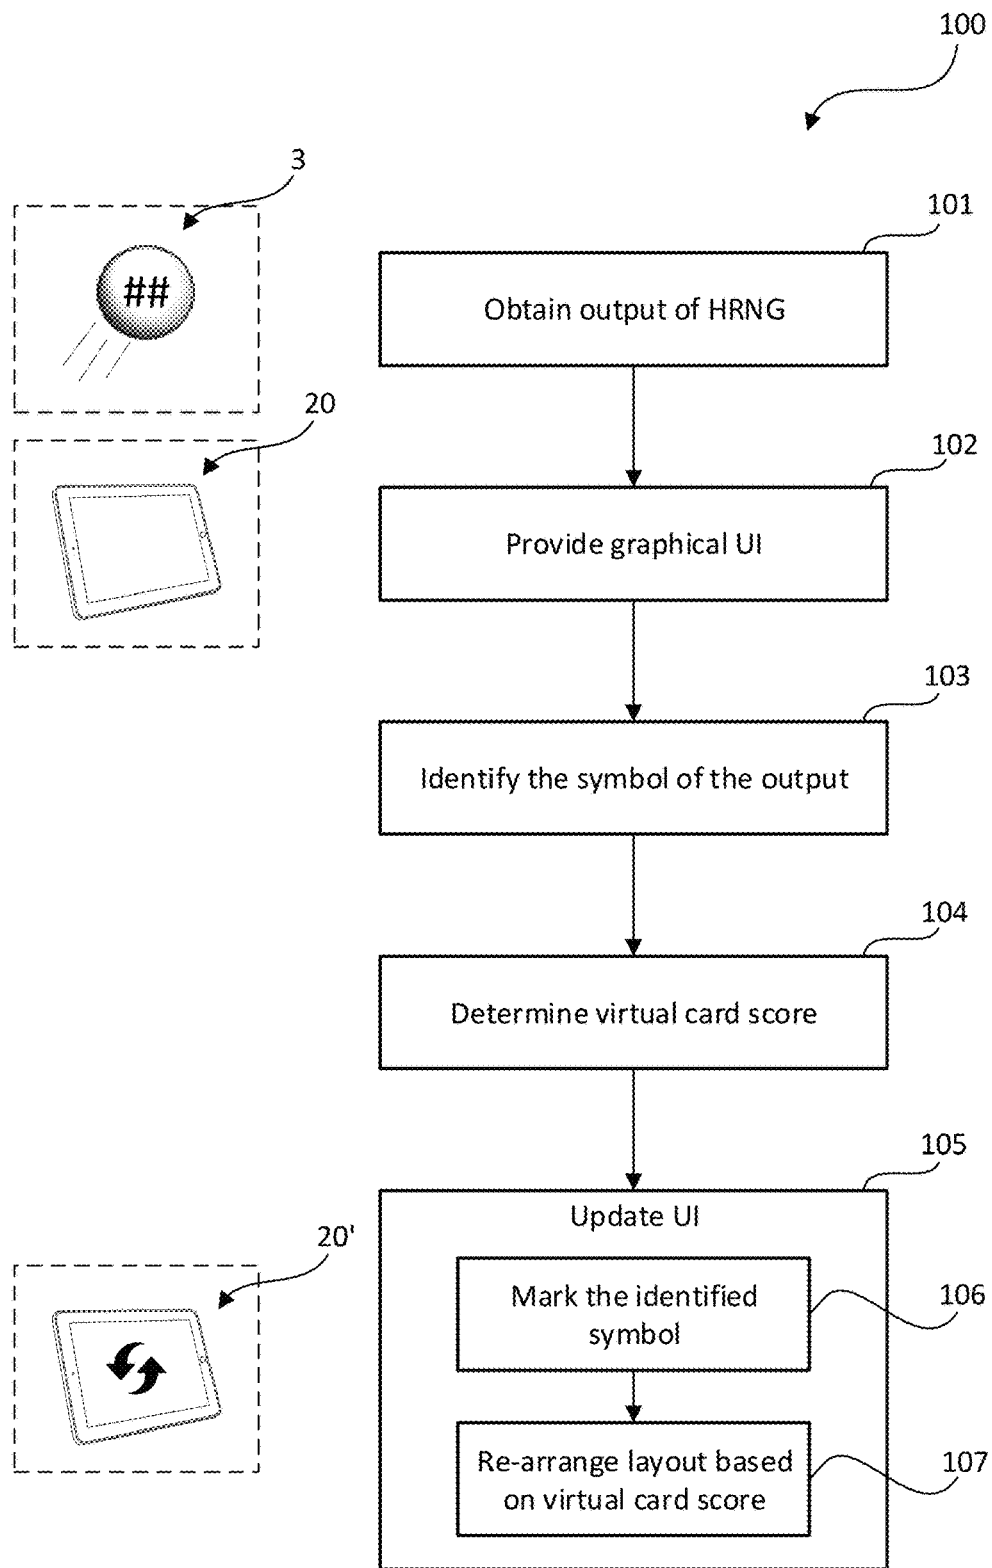 100
3
101
##
Obtain output of HRNG
20
102
Provide graphical UI
103
Identify the symbol of the output
104
Determine virtual card score
105
Update UI
20'
Mark the identified
symbol
106
Re-arrange layout based
on virtual card score
107